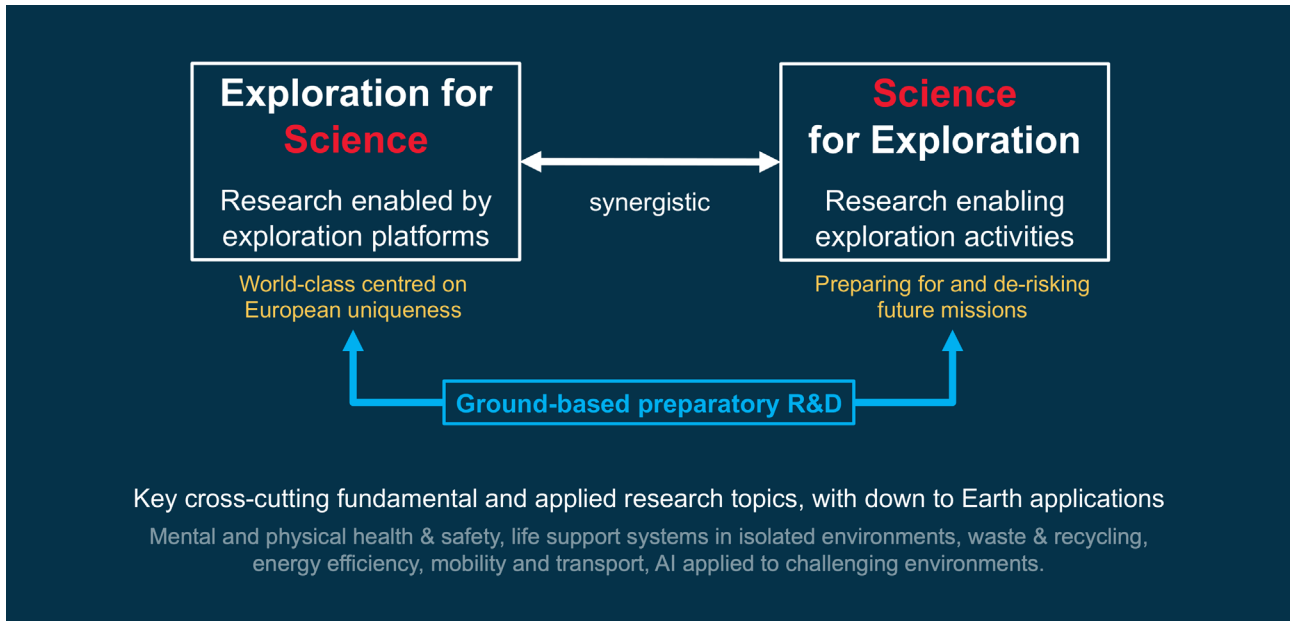 Exploration for
Science
Research enabled by
exploration platforms
World-class centred on
European uniqueness
synergistic
Science
for Exploration
Research enabling
exploration activities
Preparing for and de-risking
future missions
Ground-based preparatory R&D
Key cross-cutting fundamental and applied research topics, with down to Earth applications
Mental and physical health & safety, life support systems in isolated environments, waste & recycling,
energy efficiency, mobility and transport, AI applied to challenging environments.